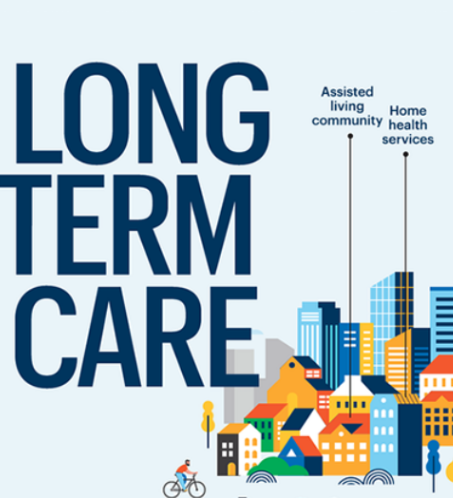 LONG
TERM
CARE
Assisted
living
community
Home
health
services